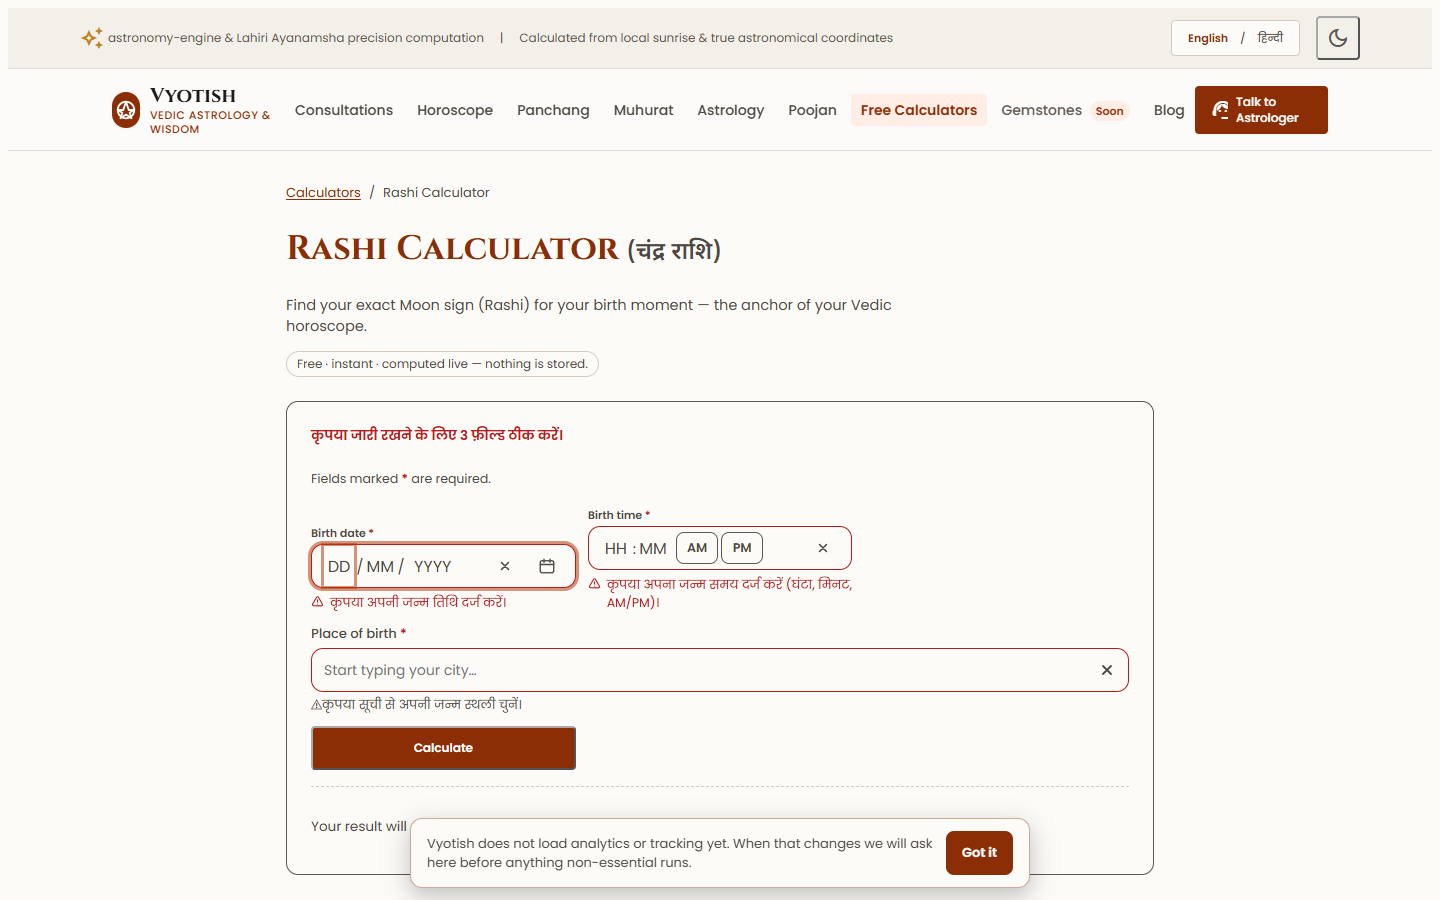 astronomy-engine & Lahiri Ayanamsha precision computation | Calculated from local sunrise & true astronomical coordinates
English / हिन्दी
VYOTISH
VEDIC ASTROLOGY &
WISDOM
Consultations Horoscope Panchang Muhurat Astrology Poojan Free Calculators Gemstones Soon Blog
Talk to
Astrologer
Calculators / Rashi Calculator
RASHI CALCULATOR (चंद्र राशि)
Find your exact Moon sign (Rashi) for your birth moment — the anchor of your Vedic
horoscope.
Free · instant · computed live — nothing is stored.
कृपया जारी रखने के लिए 3 फ़ील्ड ठीक करें।
Fields marked * are required.
Birth date *
DD / MM / YYYY
कृपया अपनी जन्म तिथि दर्ज करें।
Birth time *
HH : MM AM PM
कृपया अपना जन्म समय दर्ज करें (घंटा, मिनट,
AM/PM)।
Place of birth *
Start typing your city...
कृपया सूची से अपनी जन्म स्थली चुनें।
Calculate
Your result will
Vyotish does not load analytics or tracking yet. When that changes we will ask
here before anything non-essential runs.
Got it